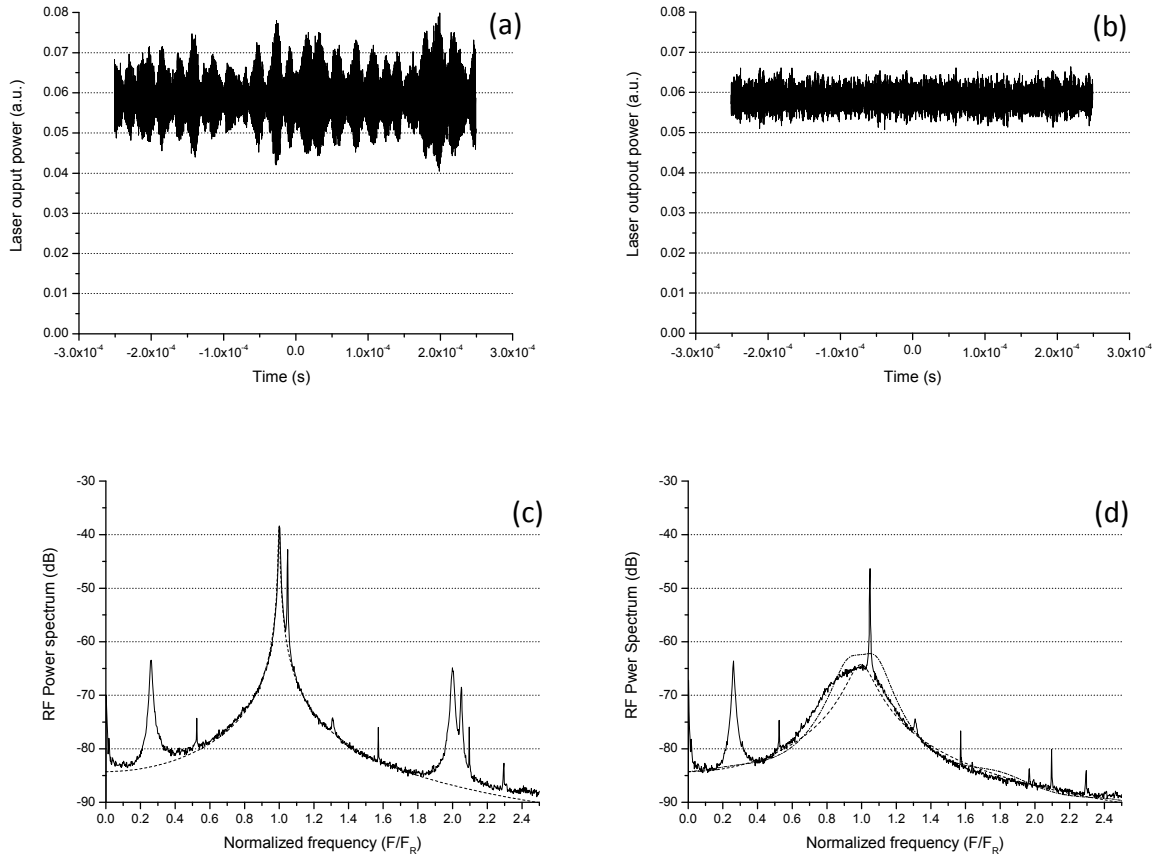 (a)
0.08
0.07
0.06
0.05
0.04
0.03
0.02
0.01
0.00
Laser ouput power (a.u.)
-3.0x10-4 -2.0x10-4 -1.0x10-4 0.0 1.0x10-4 2.0x10-4 3.0x10-4
Time (s)
(b)
0.08
0.07
0.06
0.05
0.04
0.03
0.02
0.01
0.00
Laser outpout power (a.u.)
-3.0x10-4 -2.0x10-4 -1.0x10-4 0.0 1.0x10-4 2.0x10-4 3.0x10-4
Time (s)
(c)
-30
-40
-50
-60
-70
-80
-90
RF Power spectrum (dB)
0.0 0.2 0.4 0.6 0.8 1.0 1.2 1.4 1.6 1.8 2.0 2.2 2.4
Normalized frequency (F/FR)
(d)
-30
-40
-50
-60
-70
-80
-90
RF Pwer Spectrum (dB)
0.0 0.2 0.4 0.6 0.8 1.0 1.2 1.4 1.6 1.8 2.0 2.2 2.4
Normalized frequency (F/FR)